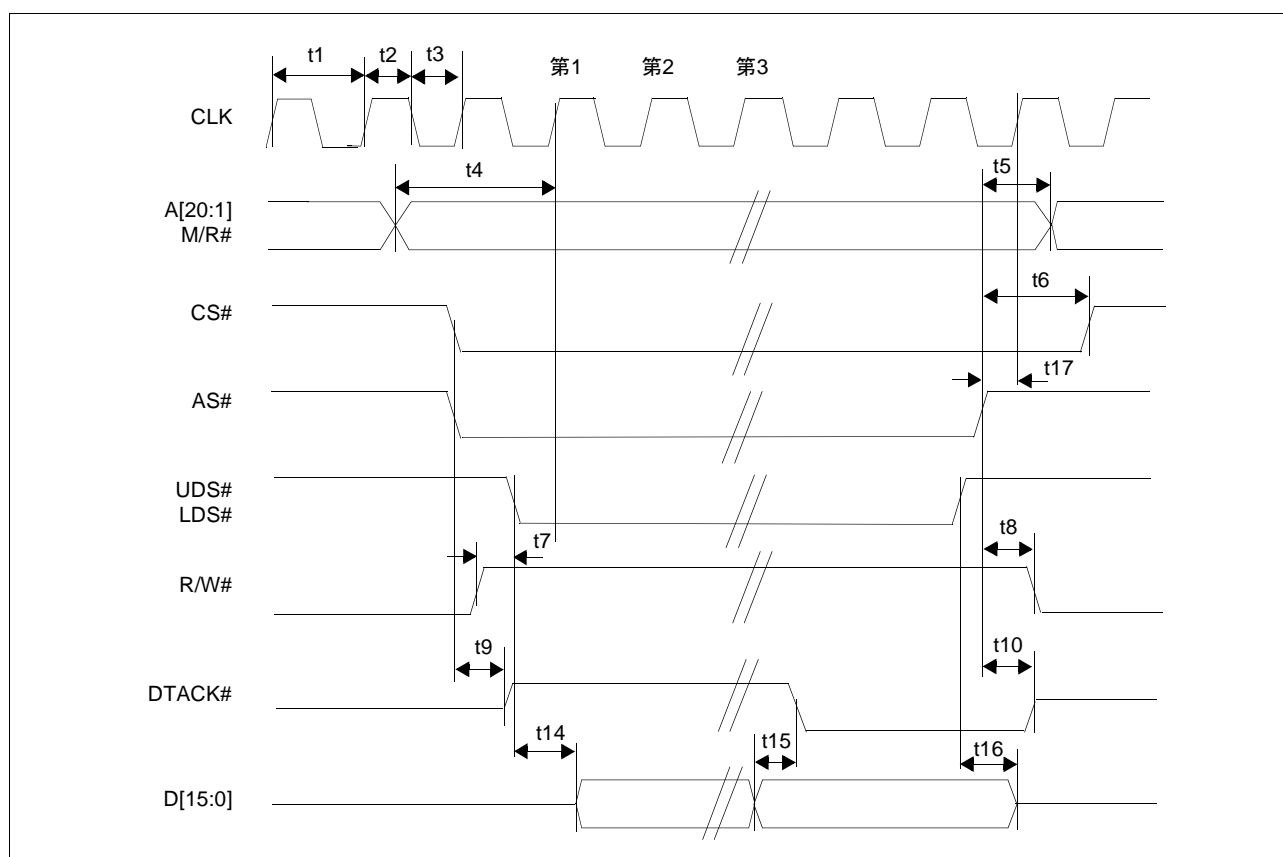 t1 t2 t3 第1 第2 第3
CLK
t4 t5
A[20:1]
M/R#
t6
CS#
t17
AS#
UDS#
LDS#
t7 t8
R/W#
t9 t10
DTACK#
t14 t15 t16
D[15:0]